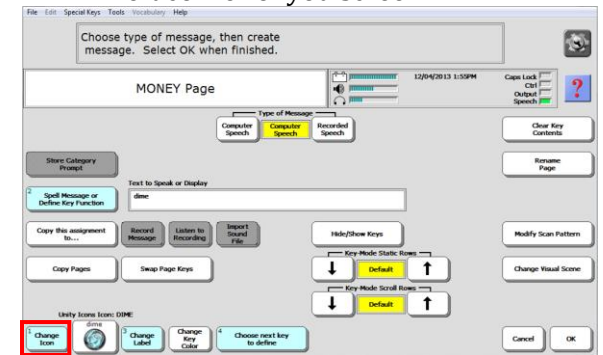 File Edit Special Keys Tools Vocabulary Help
Choose type of message, then create
message. Select OK when finished.
MONEY Page
12/04/2013 1:55PM
Caps Lock
Ctrl
Output
Speech
?
Type of Message
Computer Speech
Computer Speech
Recorded Speech
Clear Key Contents
Store Category Prompt
Rename Page
Text to Speak or Display
2 Spell Message or Define Key Function
dime
Copy this assignment to...
Record Message
Listen to Recording
Import Sound File
Hide/Show Keys
Modify Scan Pattern
Key-Mode Static Rows
Copy Pages
Swap Page Keys
Default
Change Visual Scene
Key-Mode Scroll Rows
Default
Unity Icons Icon: DIME
1 Change Icon
dime
3 Change Label
Change Key Color
4 Choose next key to define
Cancel
OK